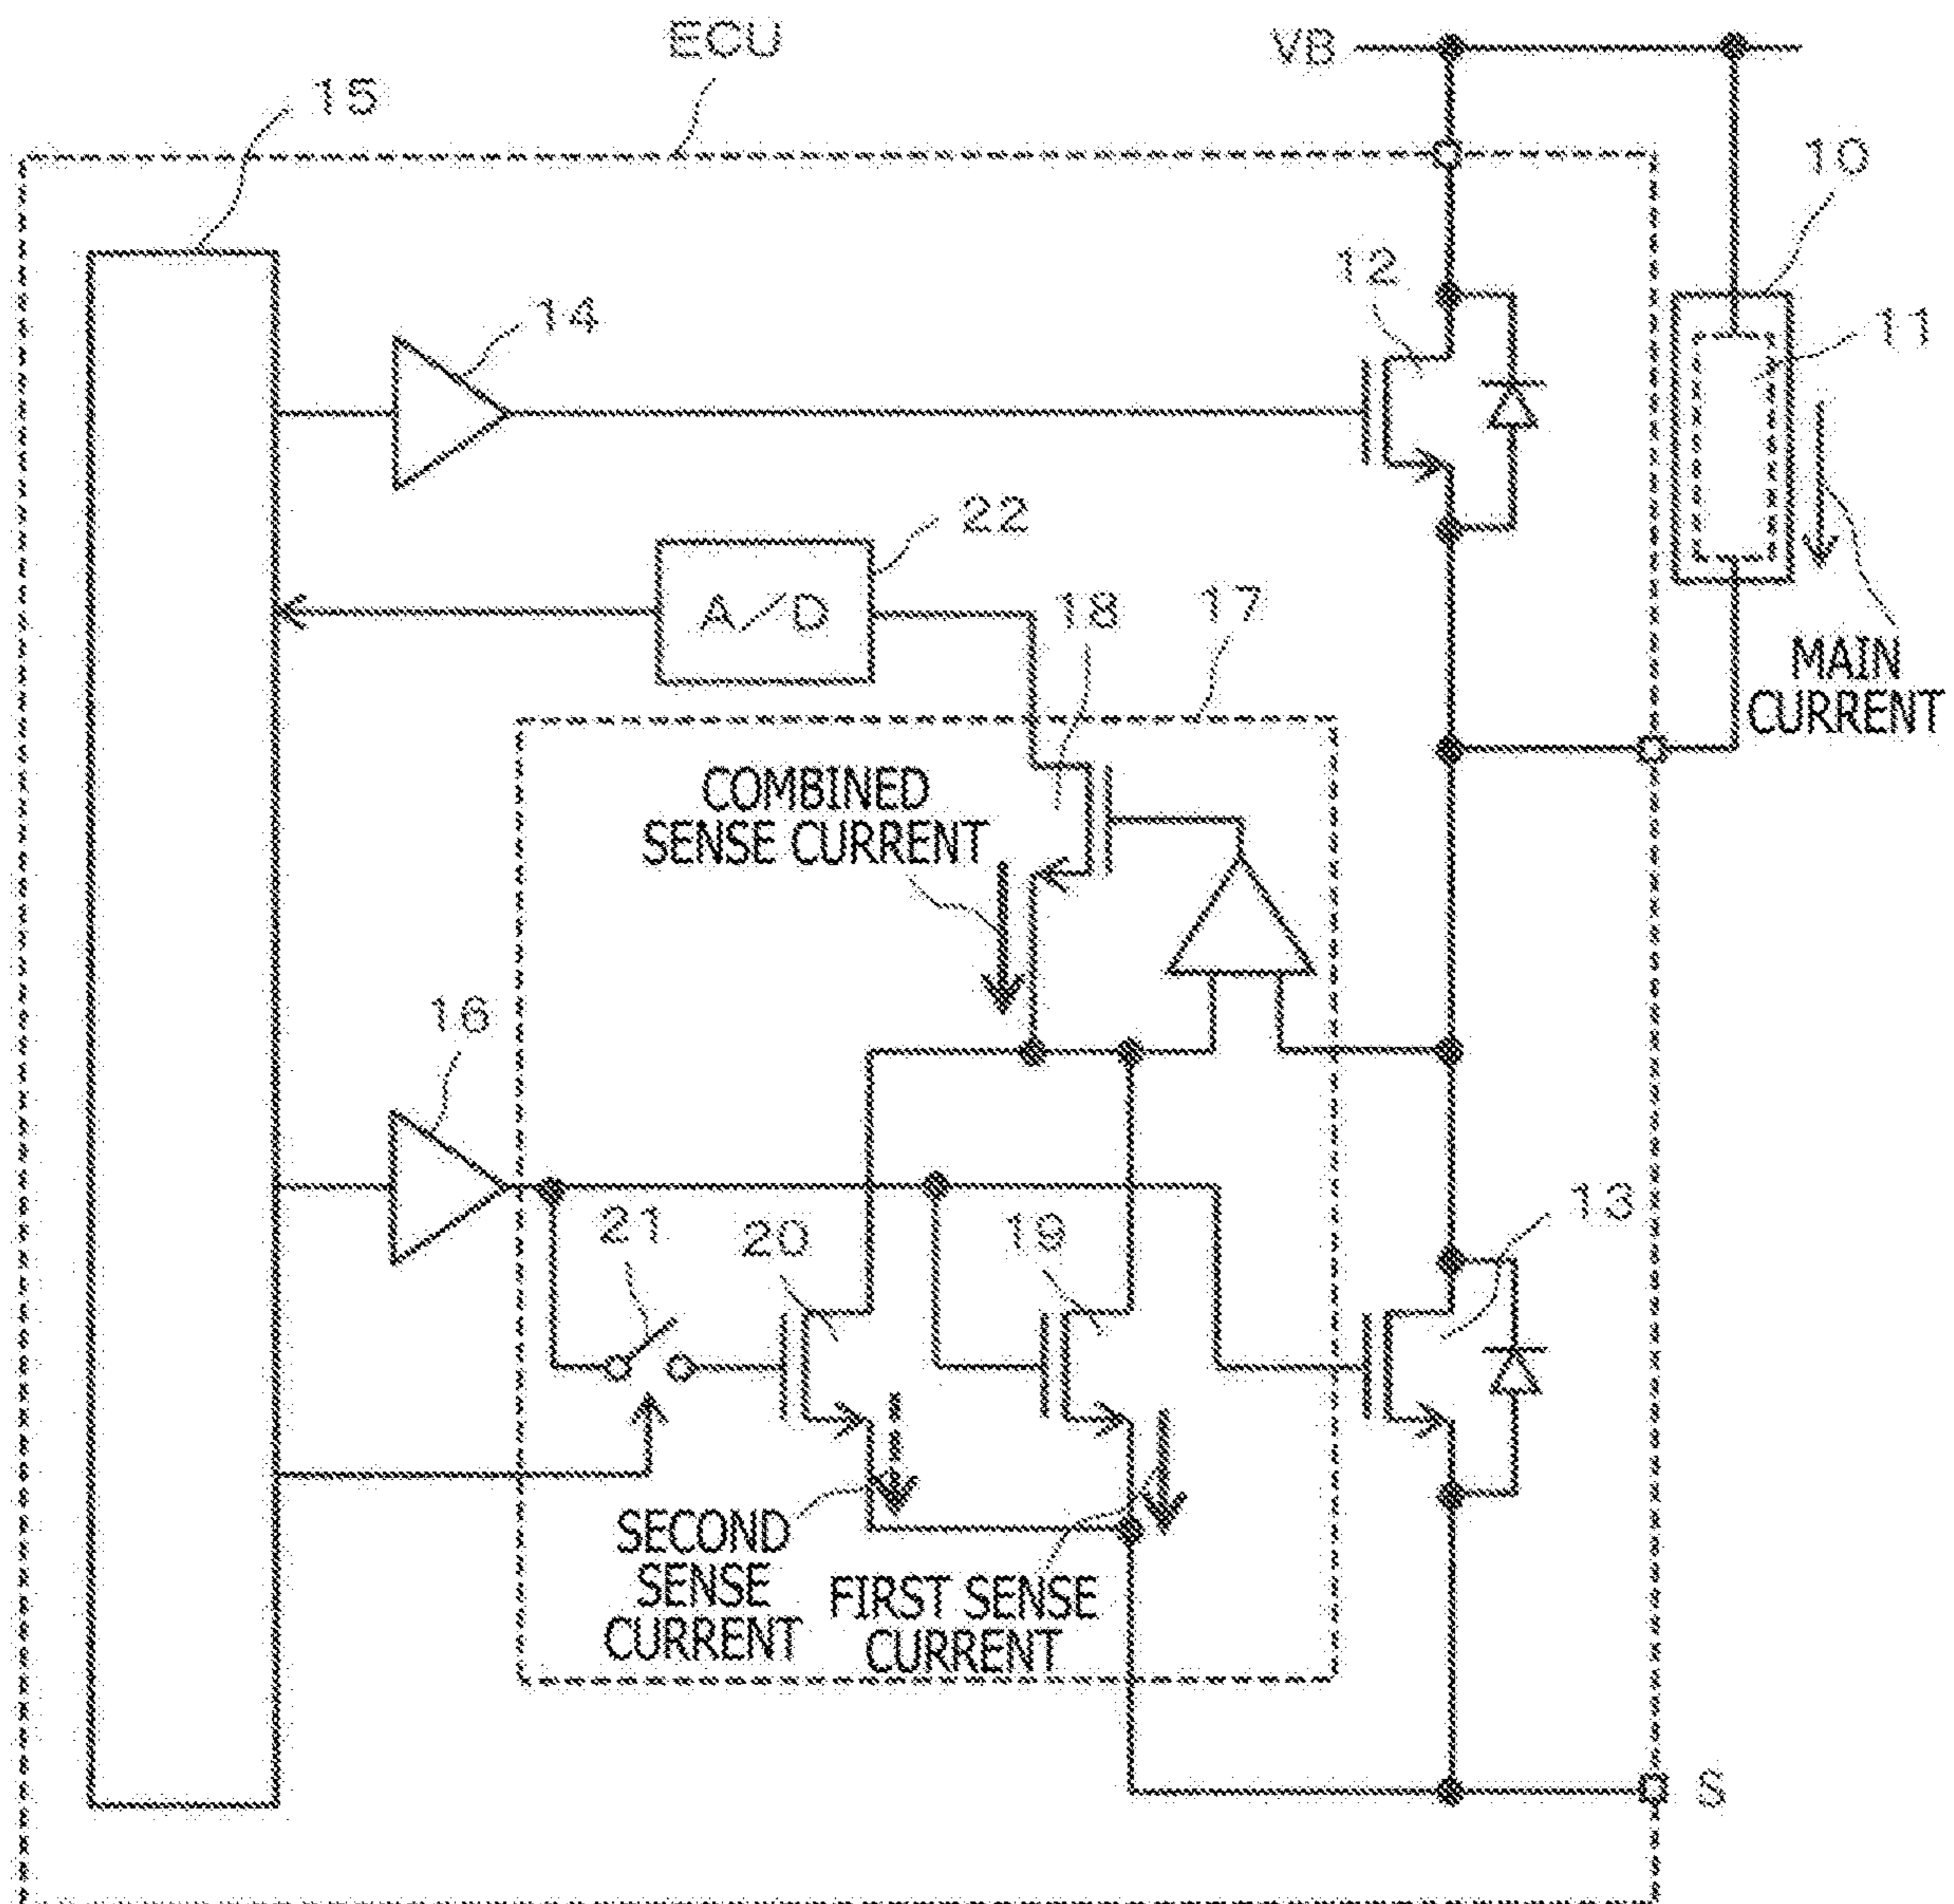 ECU
VB
15
10
12
11
14
22
A/D
18
17
MAIN
CURRENT
COMBINED
SENSE CURRENT
16
13
21
20
19
SECOND
SENSE
CURRENT
FIRST SENSE
CURRENT
S